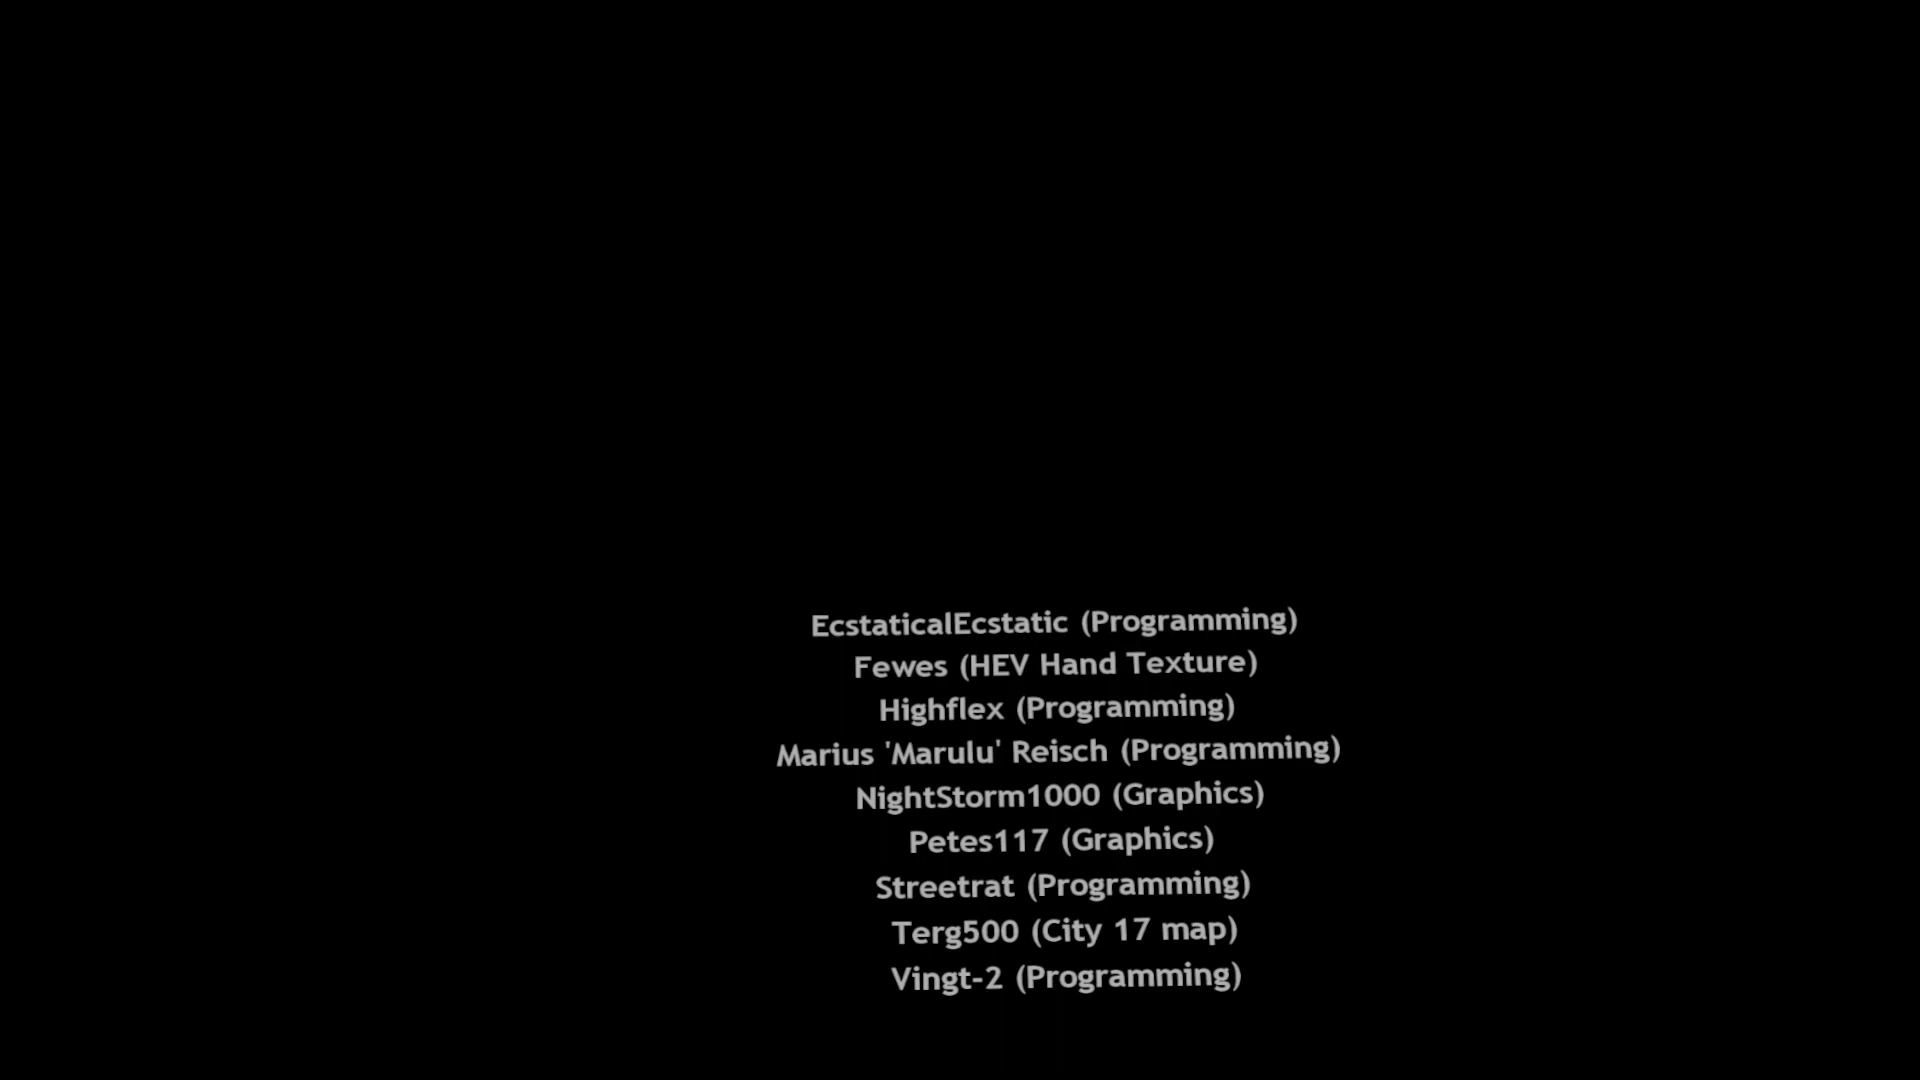 EcstaticalEcstatic (Programming)
Fewes (HEV Hand Texture)
Highflex (Programming)
Marius 'Marulu' Reisch (Programming)
NightStorm1000 (Graphics)
Petes117 (Graphics)
Streetrat (Programming)
Terg500 (City 17 map)
Vingt-2 (Programming)